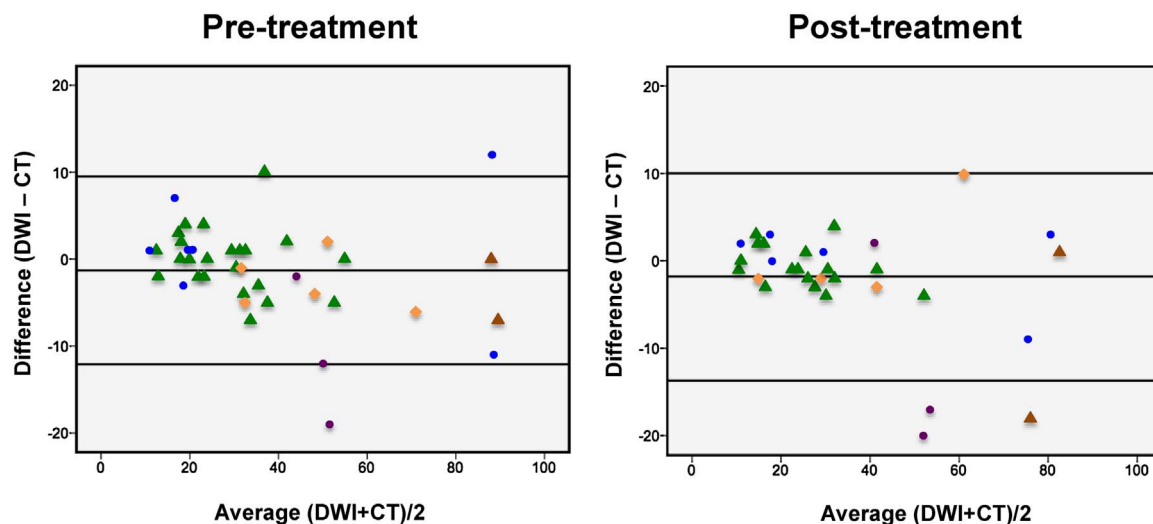 Pre-treatment
Difference (DWI – CT)
20
10
0
-10
-20
0 20 40 60 80 100
Average (DWI+CT)/2
Post-treatment
Difference (DWI – CT)
20
10
0
-10
-20
0 20 40 60 80 100
Average (DWI+CT)/2